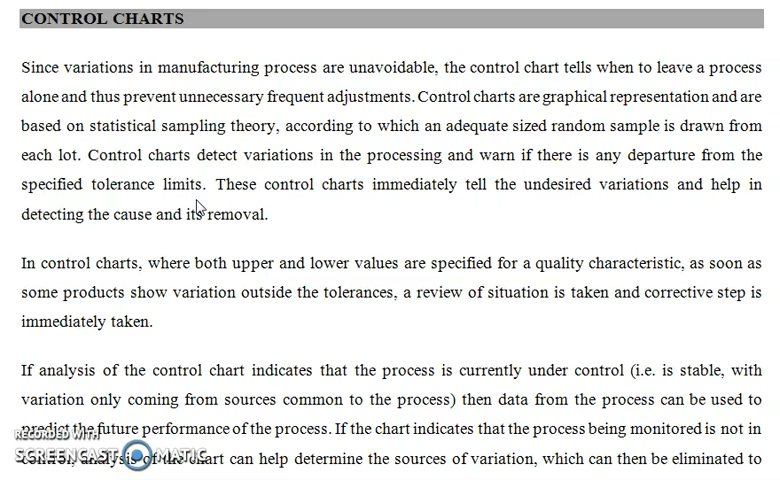 CONTROL CHARTS
Since variations in manufacturing process are unavoidable, the control chart tells when to leave a process
alone and thus prevent unnecessary frequent adjustments. Control charts are graphical representation and are
based on statistical sampling theory, according to which an adequate sized random sample is drawn from
each lot. Control charts detect variations in the processing and warn if there is any departure from the
specified tolerance limits. These control charts immediately tell the undesired variations and help in
detecting the cause and its removal.
In control charts, where both upper and lower values are specified for a quality characteristic, as soon as
some products show variation outside the tolerances, a review of situation is taken and corrective step is
immediately taken.
If analysis of the control chart indicates that the process is currently under control (i.e. is stable, with
variation only coming from sources common to the process) then data from the process can be used to
predict the future performance of the process. If the chart indicates that the process being monitored is not in
RECORDED WITH
control, analysis of the chart can help determine the sources of variation, which can then be eliminated to
SCREENCAST MATIC